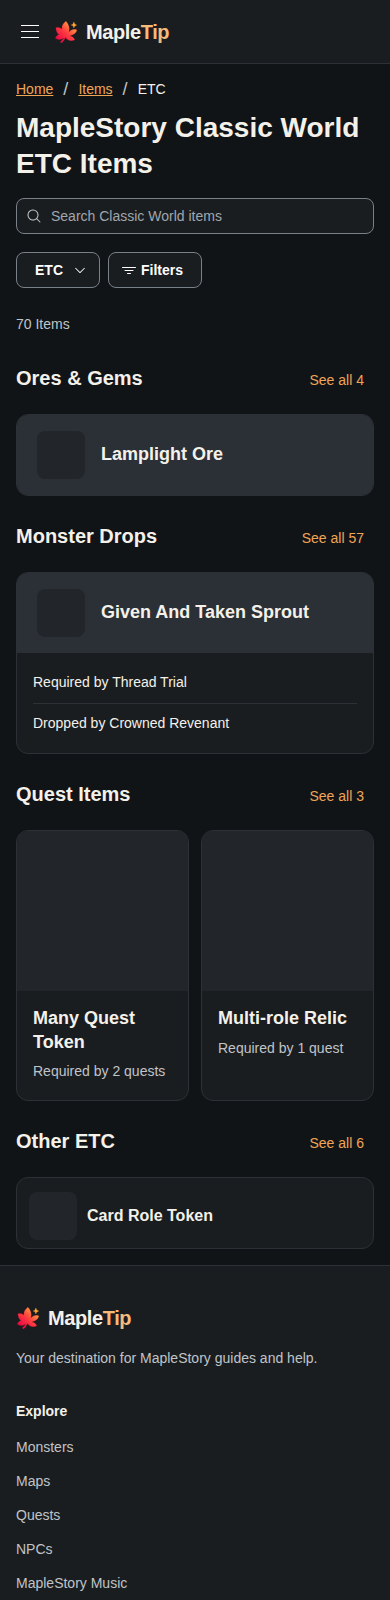 MapleTip
Home / Items / ETC
MapleStory Classic World
ETC Items
Search Classic World items
ETC
Filters
70 Items
Ores & Gems
See all 4
Lamplight Ore
Monster Drops
See all 57
Given And Taken Sprout
Required by Thread Trial
Dropped by Crowned Revenant
Quest Items
See all 3
Many Quest
Token
Required by 2 quests
Multi-role Relic
Required by 1 quest
Other ETC
See all 6
Card Role Token
MapleTip
Your destination for MapleStory guides and help.
Explore
Monsters
Maps
Quests
NPCs
MapleStory Music